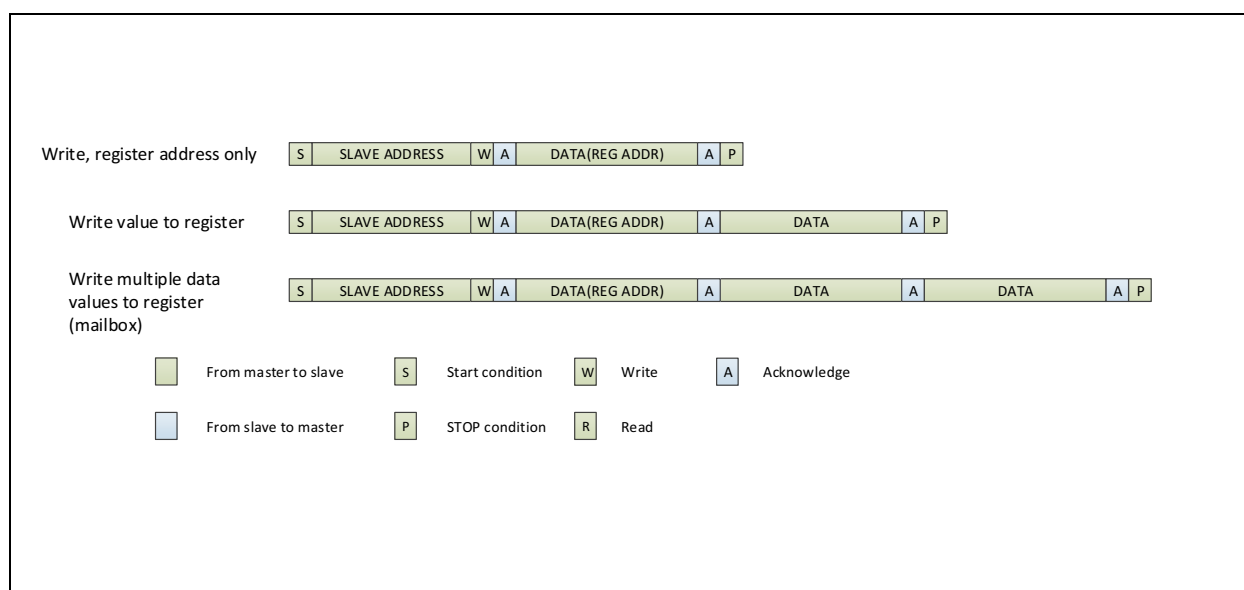 Write, register address only S SLAVE ADDRESS W A DATA(REG ADDR) A P
Write value to register S SLAVE ADDRESS W A DATA(REG ADDR) A DATA A P
Write multiple data
values to register
(mailbox)
S SLAVE ADDRESS W A DATA(REG ADDR) A DATA A DATA A P
From master to slave S Start condition W Write A Acknowledge
From slave to master P STOP condition R Read